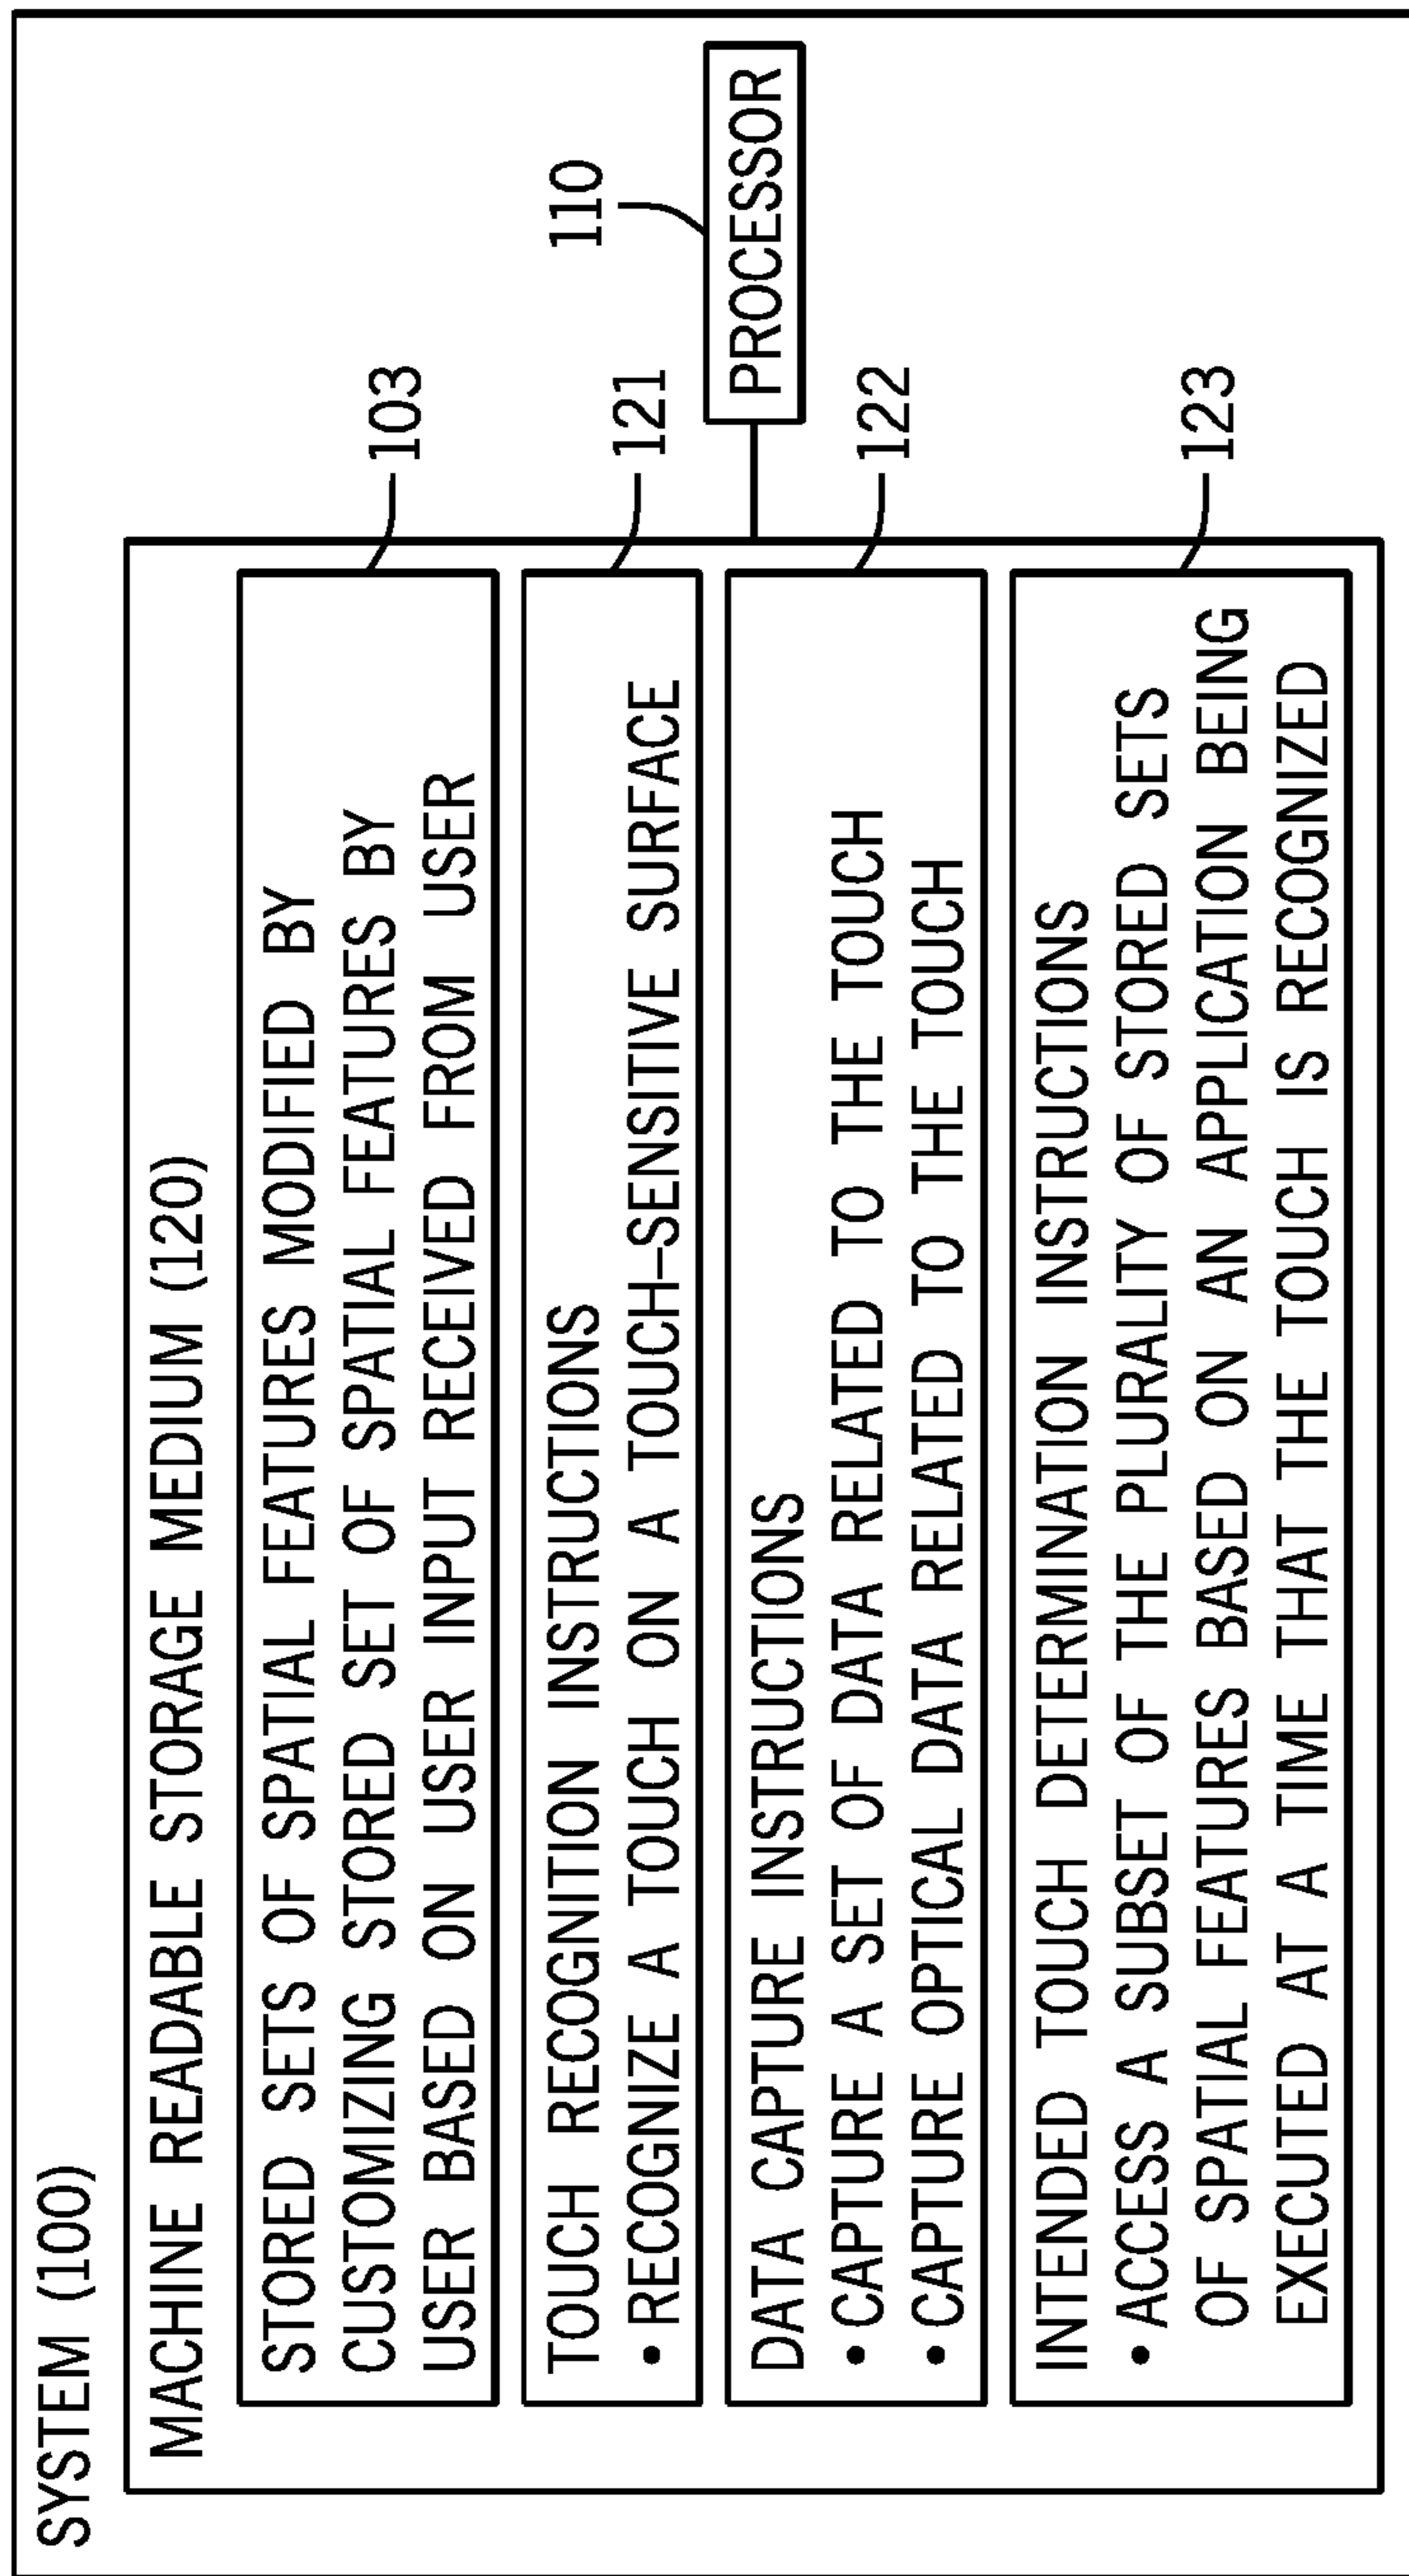 SYSTEM (100)
MACHINE READABLE STORAGE MEDIUM (120)
STORED SETS OF SPATIAL FEATURES MODIFIED BY
CUSTOMIZING STORED SET OF SPATIAL FEATURES BY
USER BASED ON USER INPUT RECEIVED FROM USER
103
TOUCH RECOGNITION INSTRUCTIONS
• RECOGNIZE A TOUCH ON A TOUCH–SENSITIVE SURFACE
121
DATA CAPTURE INSTRUCTIONS
• CAPTURE A SET OF DATA RELATED TO THE TOUCH
• CAPTURE OPTICAL DATA RELATED TO THE TOUCH
122
INTENDED TOUCH DETERMINATION INSTRUCTIONS
• ACCESS A SUBSET OF THE PLURALITY OF STORED SETS
OF SPATIAL FEATURES BASED ON AN APPLICATION BEING
EXECUTED AT A TIME THAT THE TOUCH IS RECOGNIZED
123
110
PROCESSOR